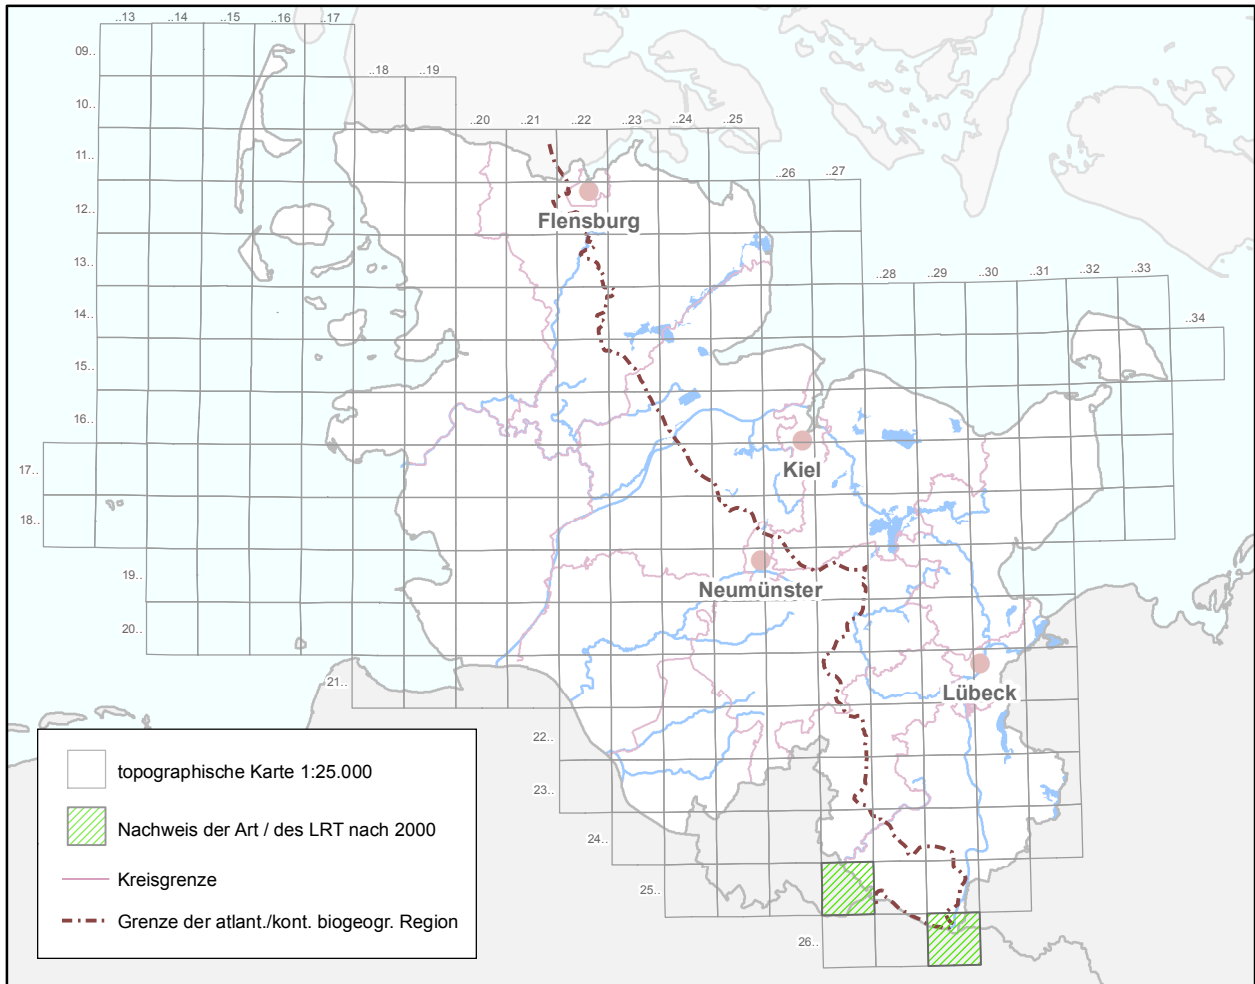 ..13 ..14 ..15 ..16 ..17
09..
..18 ..19
10..
..20 ..21 ..22 ..23 ..24 ..25
11..
..26 ..27
12..
Flensburg
13..
..28 ..29 ..30 ..31 ..32 ..33
14..
..34
15..
16..
17..
Kiel
18..
19..
Neumünster
20..
21..
Lübeck
22..
23..
24..
25..
26..
topographische Karte 1:25.000
Nachweis der Art / des LRT nach 2000
Kreisgrenze
Grenze der atlant./kont. biogeogr. Region